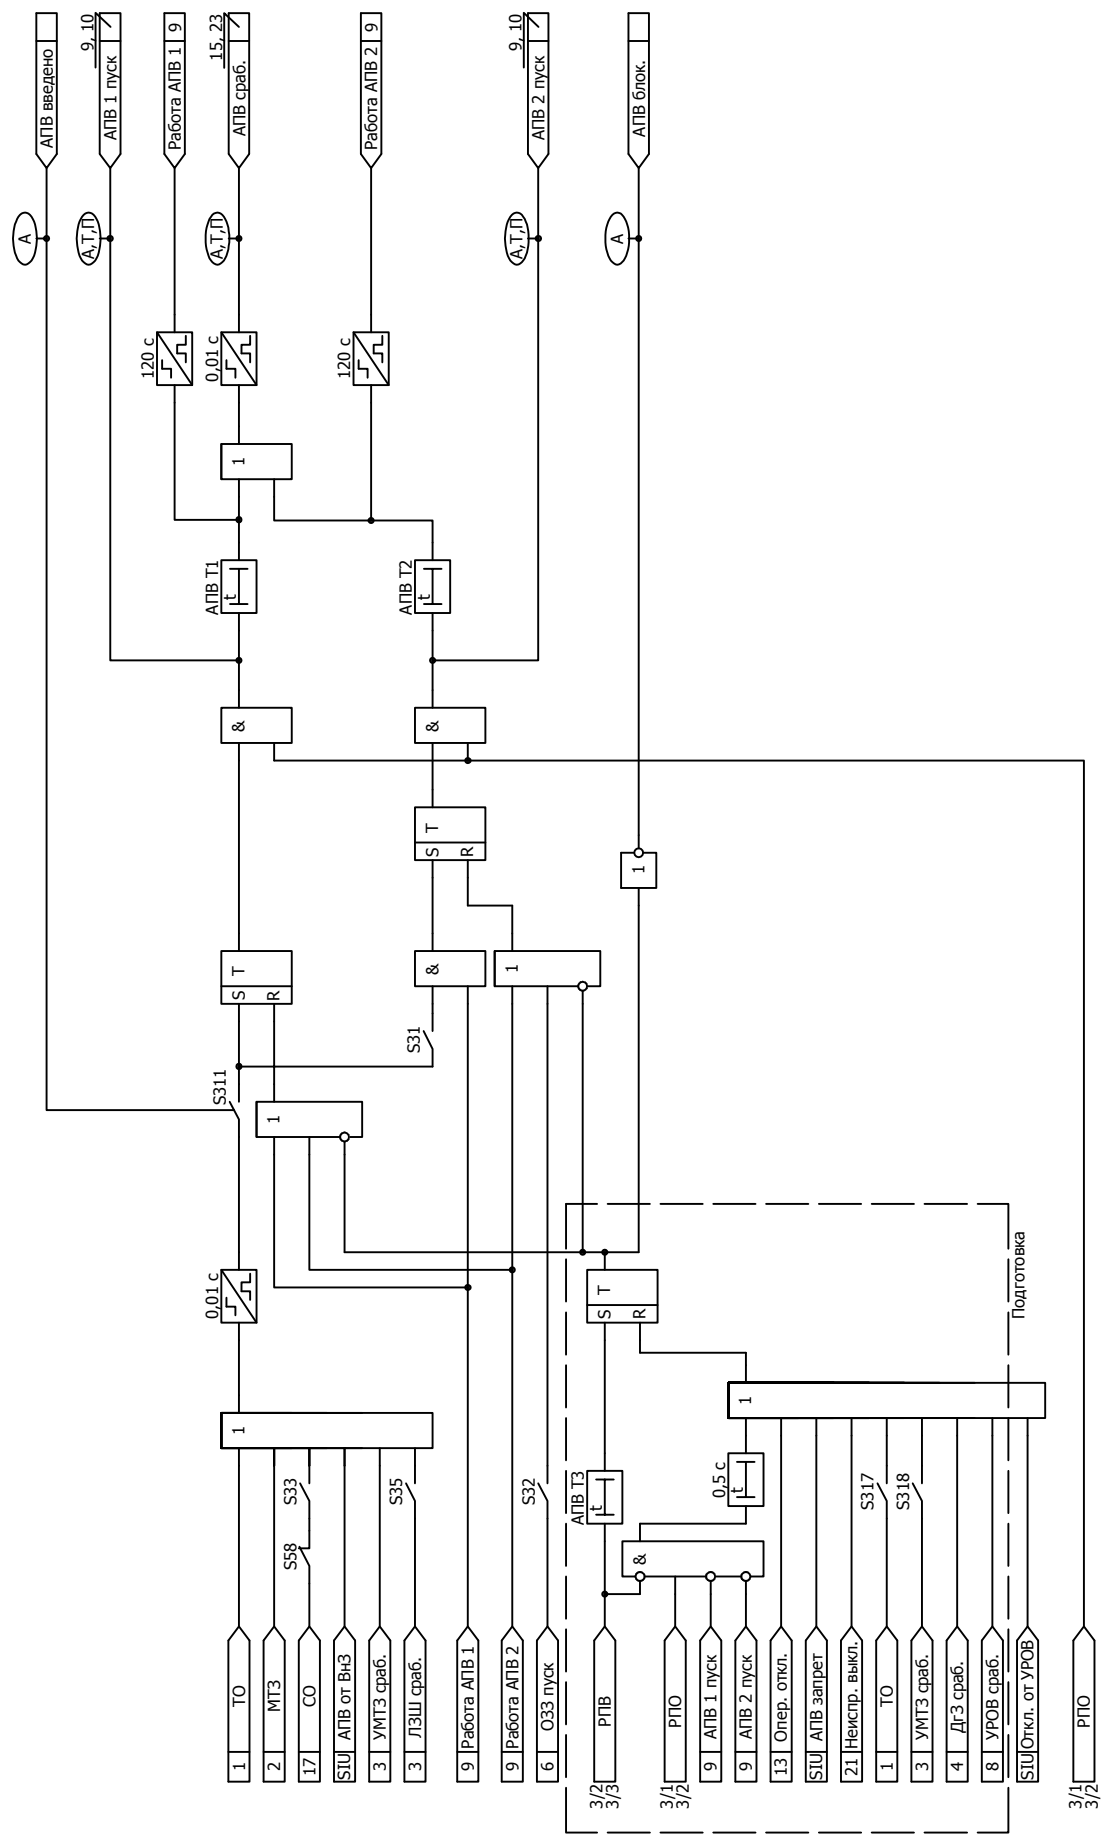 АПВ введено
9, 10
АПВ 1 пуск
Работа АПВ 1 9
15, 23
АПВ сраб.
Работа АПВ 2 9
9, 10
АПВ 2 пуск
АПВ блок.
А
А,Т,П
А,Т,П
А,Т,П
А
120 с
0,01 с
120 с
1
АПВ Т1
t
АПВ Т2
t
&
&
S T
R
S T
R
1
&
1
S31
S311
1
0,01 с
Подготовка
S T
R
1
1
S33
S58
S35
S32
АПВ Т3
t
0,5 с
t
S317
S318
&
1 ТО
2 МТЗ
17 СО
SIU АПВ от ВнЗ
3 УМТЗ сраб.
3 ЛЗШ сраб.
9 Работа АПВ 1
9 Работа АПВ 2
6 ОЗЗ пуск
3/2
3/3
РПВ
3/1
3/2
РПО
9 АПВ 1 пуск
9 АПВ 2 пуск
13 Опер. откл.
SIU АПВ запрет
21 Неиспр. выкл.
1 ТО
3 УМТЗ сраб.
4 ДгЗ сраб.
8 УРОВ сраб.
SIU Откл. от УРОВ
3/1
3/2
РПО